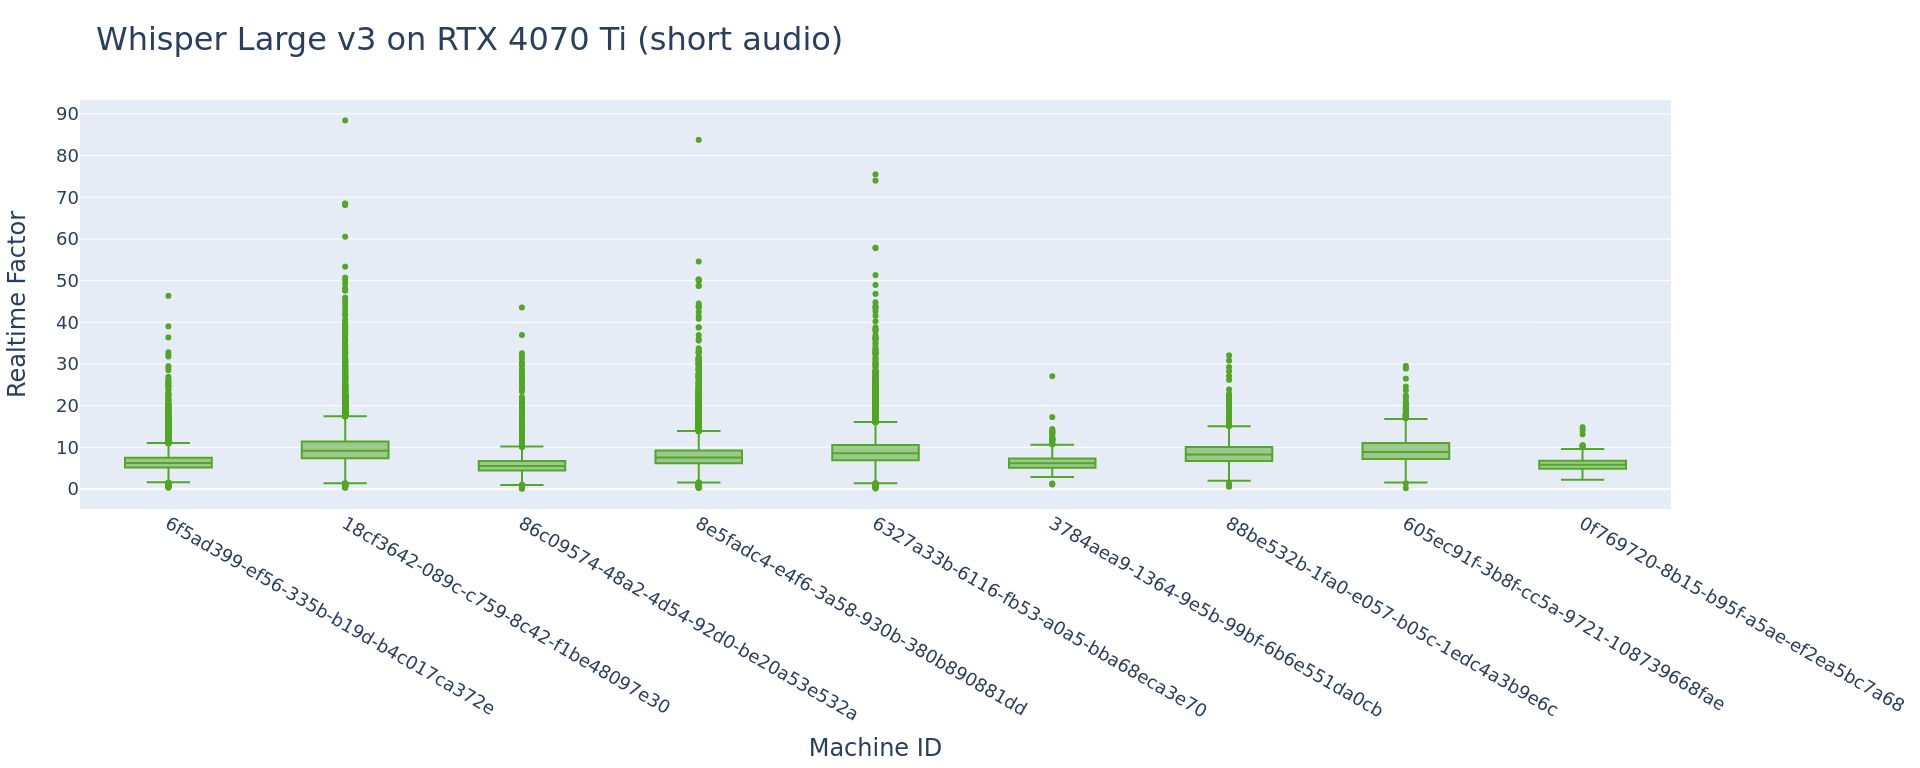 Whisper Large v3 on RTX 4070 Ti (short audio)
90
80
70
60
50
40
30
20
10
0
Realtime Factor
6f5ad399-ef56-335b-b19d-b4c017ca372e
18cf3642-089c-c759-8c42-f1be48097e30
86c09574-48a2-4d54-92d0-be20a53e532a
8e5fadc4-e4f6-3a58-930b-380b890881dd
6327a33b-6116-fb53-a0a5-bba68eca3e70
3784aea9-1364-9e5b-99bf-6b6e551da0cb
88be532b-1fa0-e057-b05c-1edc4a3b9e6c
605ec91f-3b8f-cc5a-9721-108739668fae
0f769720-8b15-b95f-a5ae-ef2ea5bc7a68
Machine ID